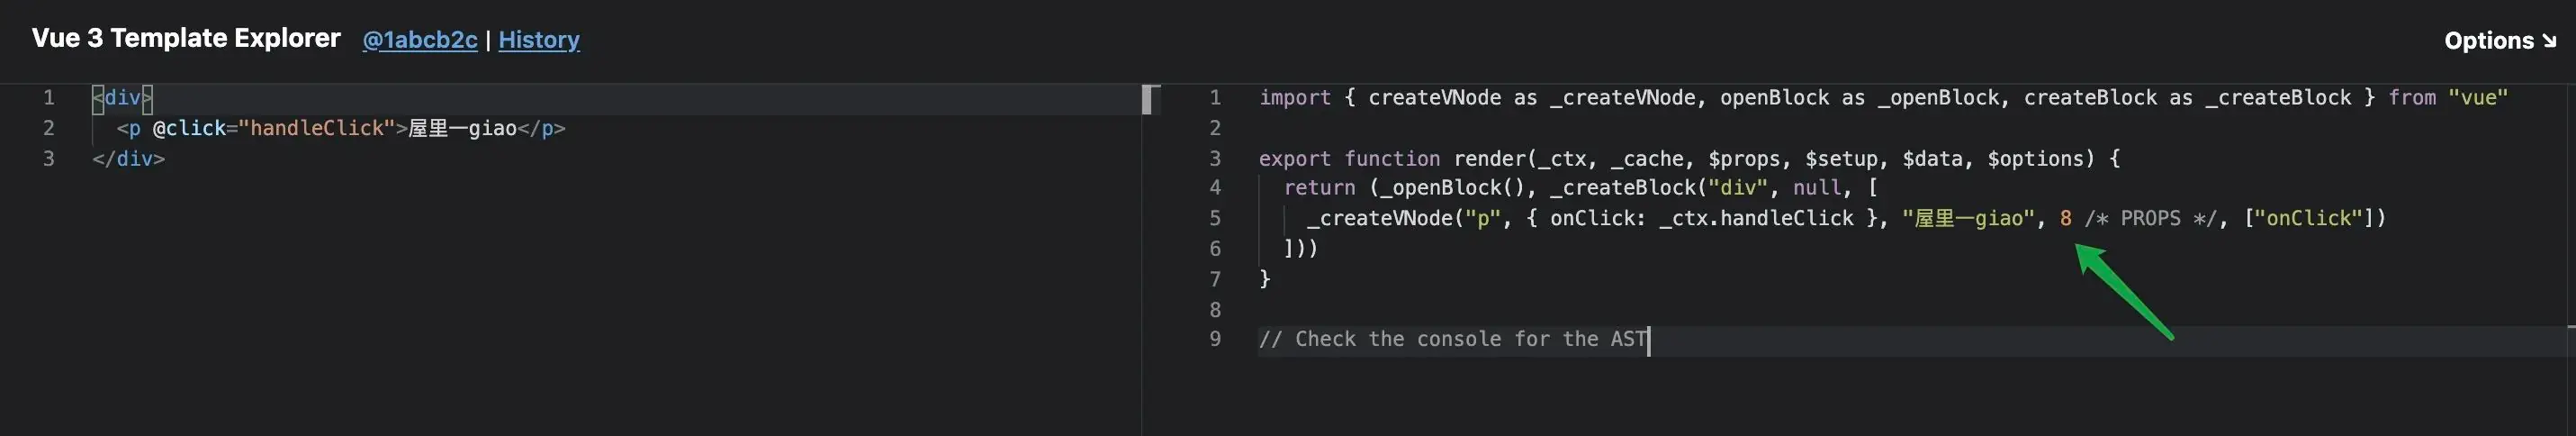 Vue 3 Template Explorer @1abcb2c | History
Options ↘
1 <div>
2 <p @click="handleClick">屋里一giao</p>
3 </div>
1 import { createVNode as _createVNode, openBlock as _openBlock, createBlock as _createBlock } from "vue"
2
3 export function render(_ctx, _cache, $props, $setup, $data, $options) {
4 return (_openBlock(), _createBlock("div", null, [
5 _createVNode("p", { onClick: _ctx.handleClick }, "屋里一giao", 8 /* PROPS */, ["onClick"])
6 ]))
7 }
8
9 // Check the console for the AST